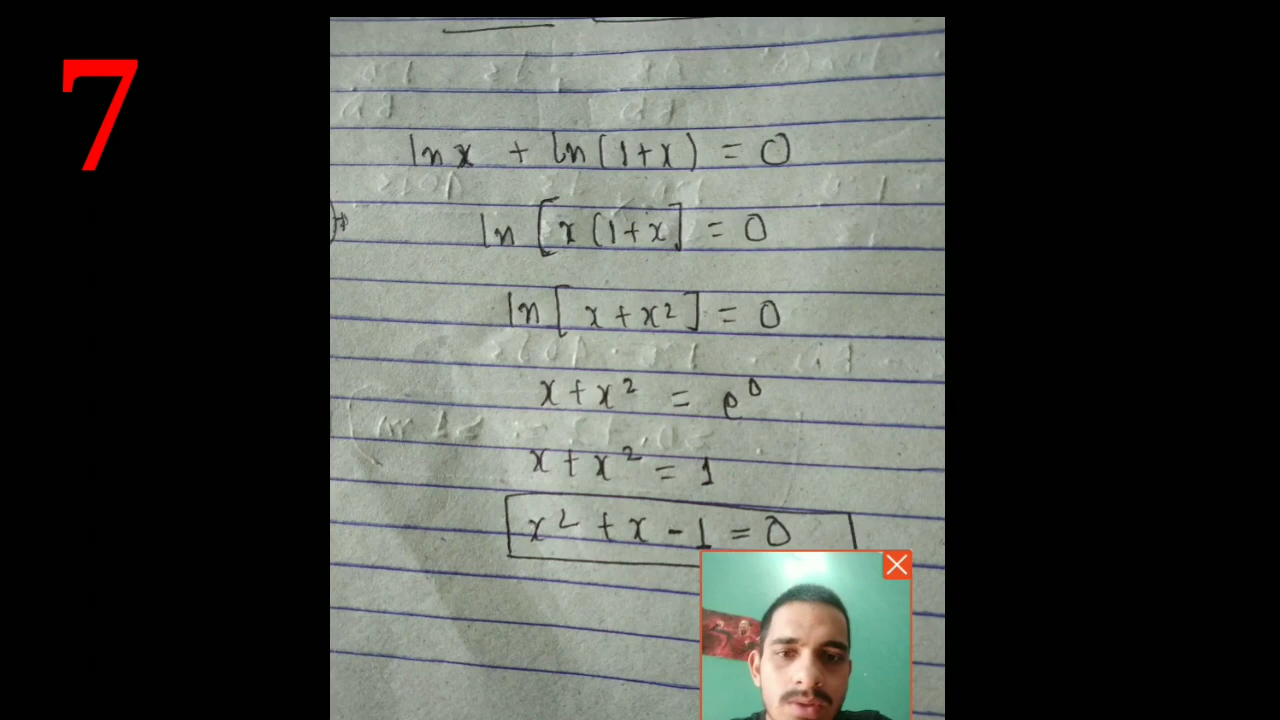 7
ln x + ln (1+x) = 0
ln [x (1+x] = 0
ln [ x + x² ] = 0
x + x² = e⁰
x + x² = 1
x² + x - 1 = 0